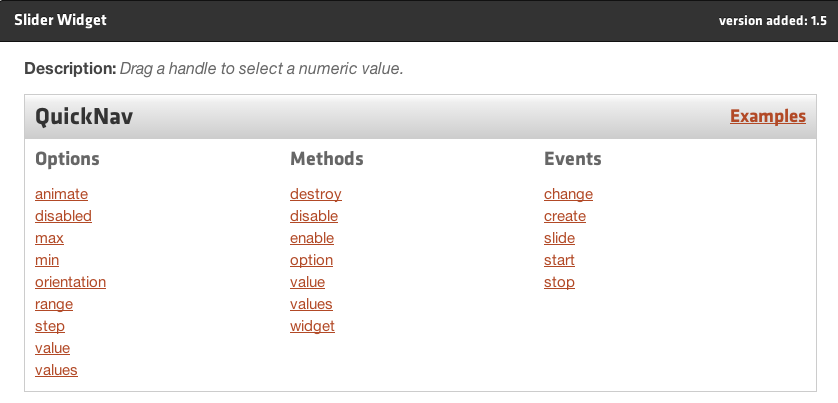 Slider Widget version added: 1.5
Description: Drag a handle to select a numeric value.
QuickNav Examples
Options Methods Events
animate destroy change
disabled disable create
max enable slide
min option start
orientation value stop
range values
step widget
value
values